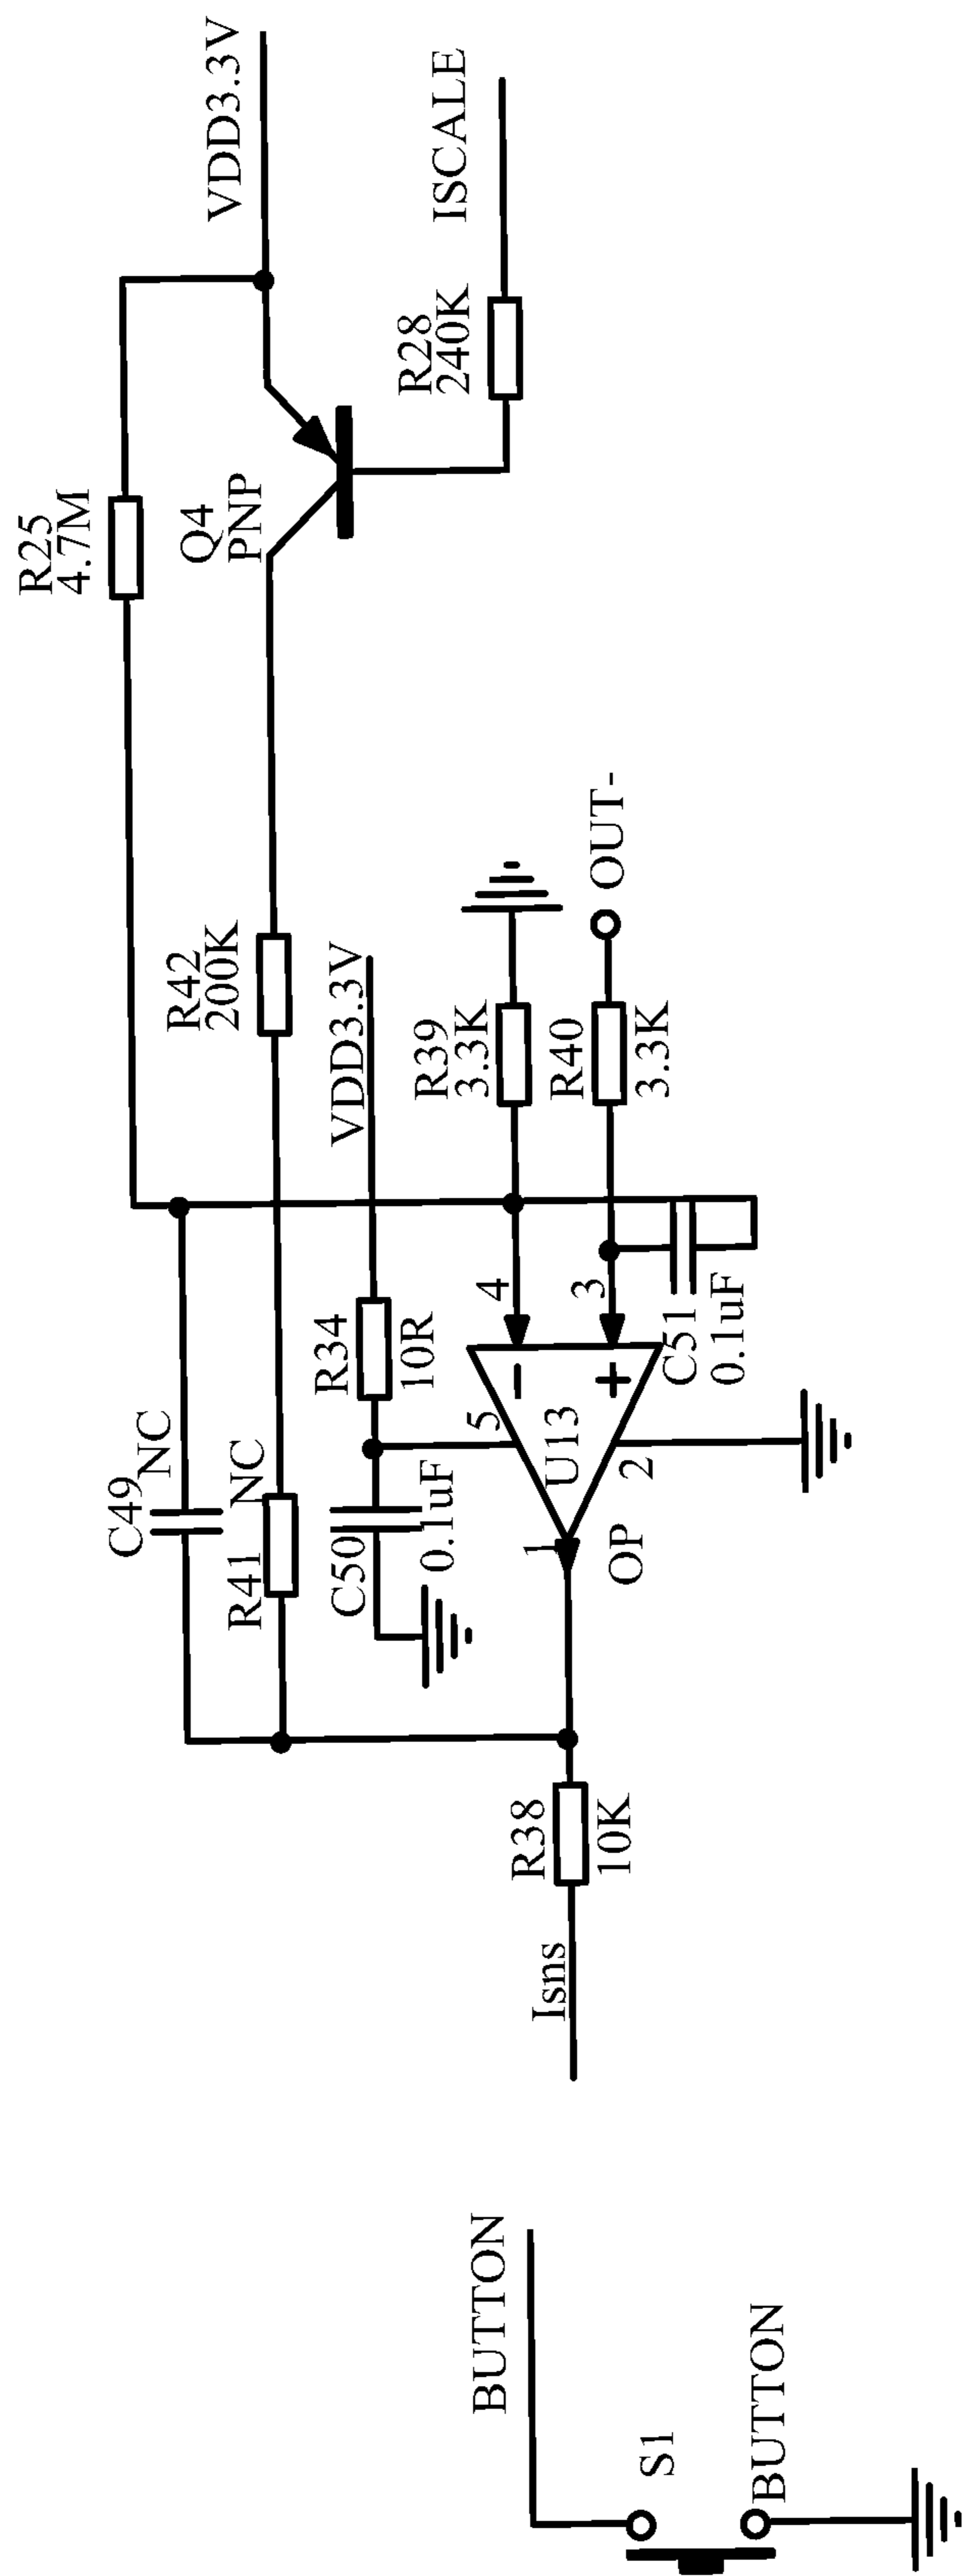 R25
4.7M
VDD3.3V
Q4
PNP
ISCALE
R28
240K
R42
200K
VDD3.3V
R39
3.3K
R40
3.3K
OUT-
C49
NC
R41
NC
R34
10R
C50
0.1uF
4
3
5
2
1
U13
OP
C51
0.1uF
R38
10K
Isns
BUTTON
S1
BUTTON